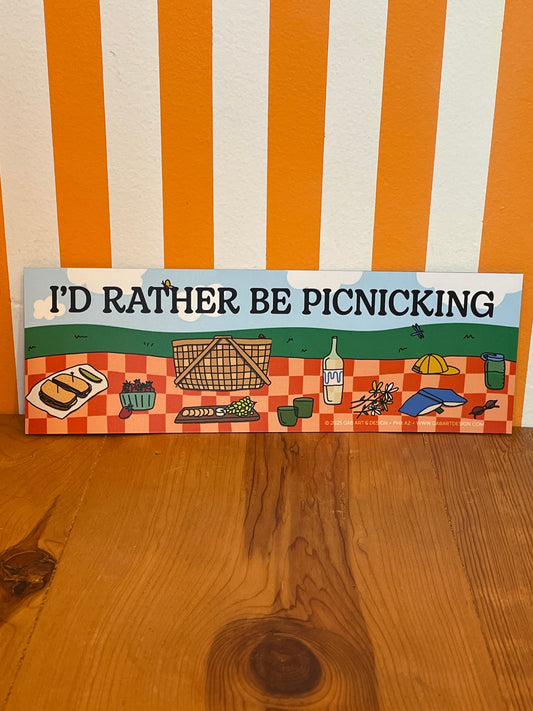 I'D RATHER BE PICNICKING
© 2025 GAB ART & DESIGN • PHX AZ • WWW.GABARTDESIGN.COM